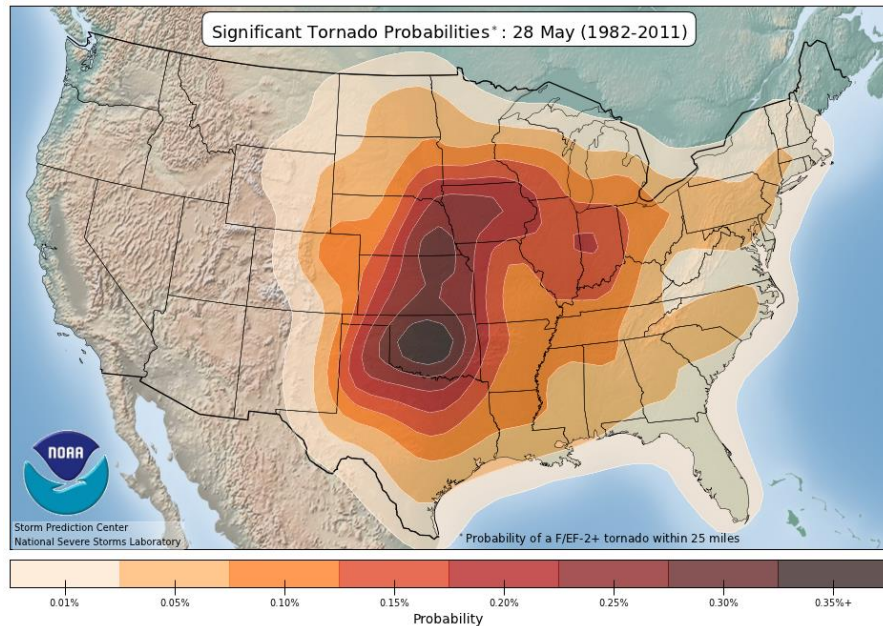 Significant Tornado Probabilities*: 28 May (1982-2011)
NOAA
Storm Prediction Center
National Severe Storms Laboratory
*Probability of a F/EF-2+ tornado within 25 miles
0.01% 0.05% 0.10% 0.15% 0.20% 0.25% 0.30% 0.35%+
Probability